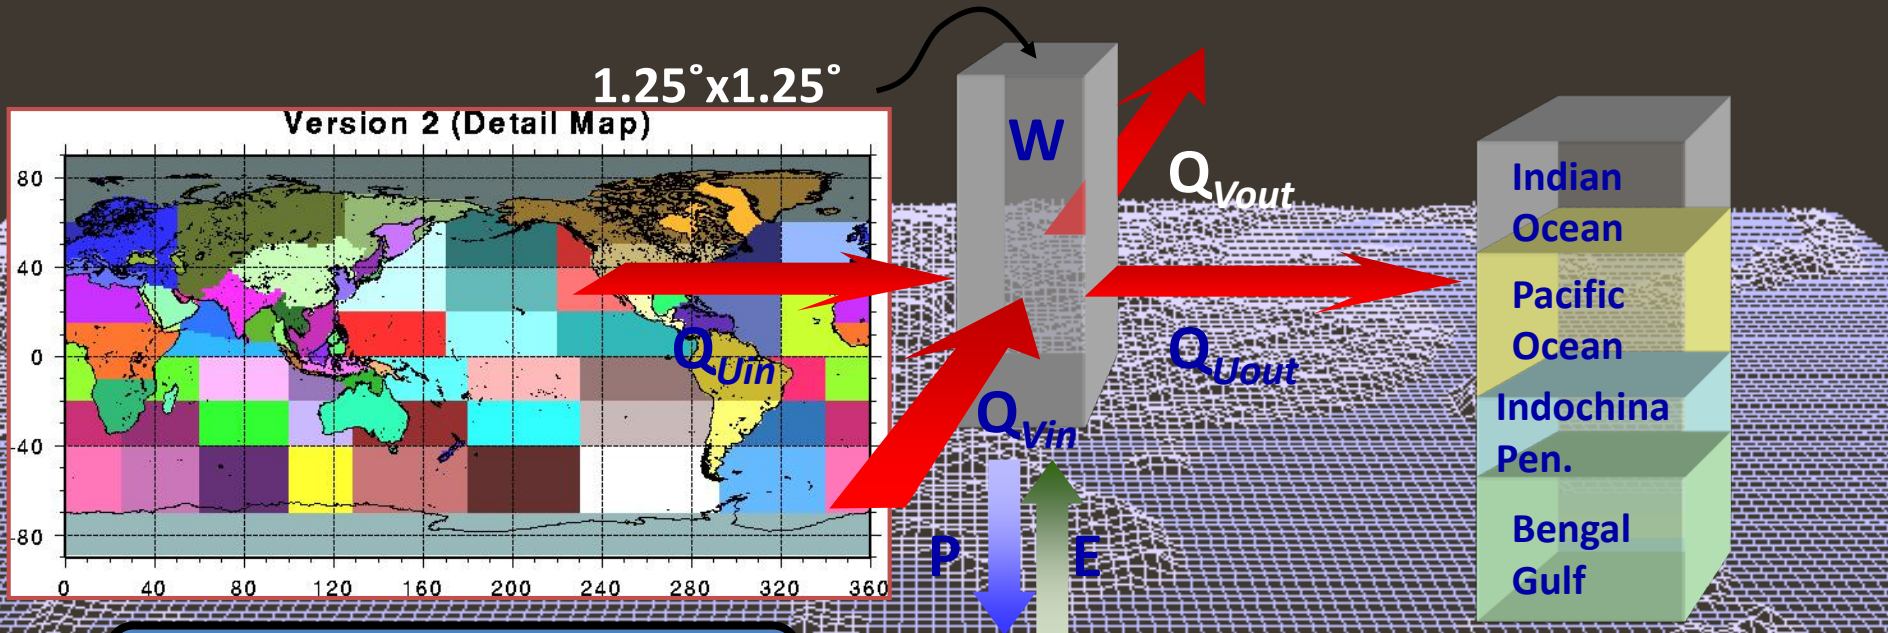 1.25°x1.25°
Version 2 (Detail Map)
80
40
0
-40
-80
0 40 80 120 160 200 240 280 320 360
W
QVout
QUin
QUout
QVin
P
E
Indian
Ocean
Pacific
Ocean
Indochina
Pen.
Bengal
Gulf